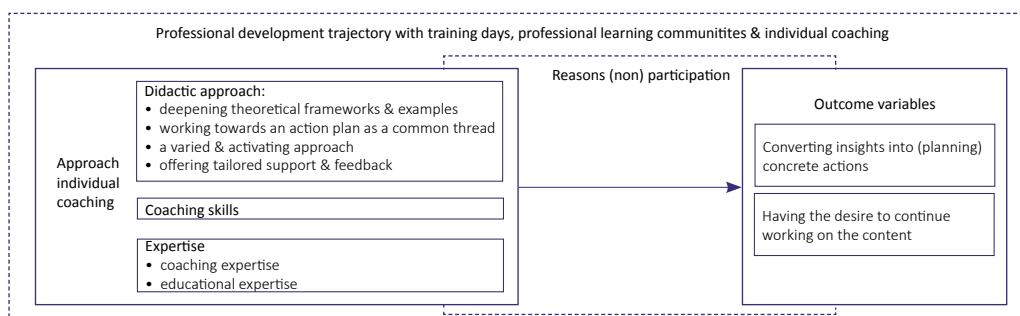 Professional development trajectory with training days, professional learning communitites & individual coaching
Reasons (non) participation
Approach
individual
coaching
Didactic approach:
• deepening theoretical frameworks & examples
• working towards an action plan as a common thread
• a varied & activating approach
• offering tailored support & feedback
Coaching skills
Expertise
• coaching expertise
• educational expertise
Outcome variables
Converting insights into (planning)
concrete actions
Having the desire to continue
working on the content